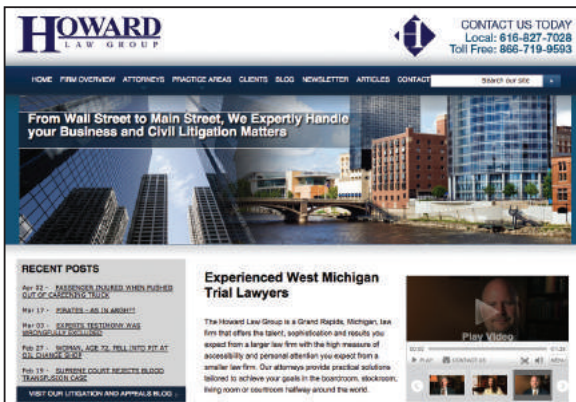 HOWARD
LAW GROUP
H
CONTACT US TODAY
Local: 616-827-7028
Toll Free: 866-719-9593
HOME FIRM OVERVIEW ATTORNEYS PRACTICE AREAS CLIENTS BLOG NEWSLETTER ARTICLES CONTACT
Search our site
From Wall Street to Main Street, We Expertly Handle
your Business and Civil Litigation Matters
RECENT POSTS
Apr 02 - PASSENGER INJURED WHEN PUSHED
OUT OF CAREENING TRUCK
Mar 17 - PIRATES - AS IN ARGH!!
Mar 03 - EXPERTS TESTIMONY WAS
WRONGFULLY EXCLUDED
Feb 27 - WOMAN, AGE 72, FELL INTO PIT AT
OIL CHANGE SHOP
Feb 19 - SUPREME COURT REJECTS BLOOD
TRANSFUSION CASE
VISIT OUR LITIGATION AND APPEALS BLOG
Experienced West Michigan
Trial Lawyers
The Howard Law Group is a Grand Rapids, Michigan, law
firm that offers the talent, sophistication and results you
expect from a larger law firm with the high measure of
accessibility and personal attention you expect from a
smaller law firm. Our attorneys provide practical solutions
tailored to achieve your goals in the boardroom, stockroom,
living room or courtroom halfway around the world.
Play Video
PLAY CONTACT US